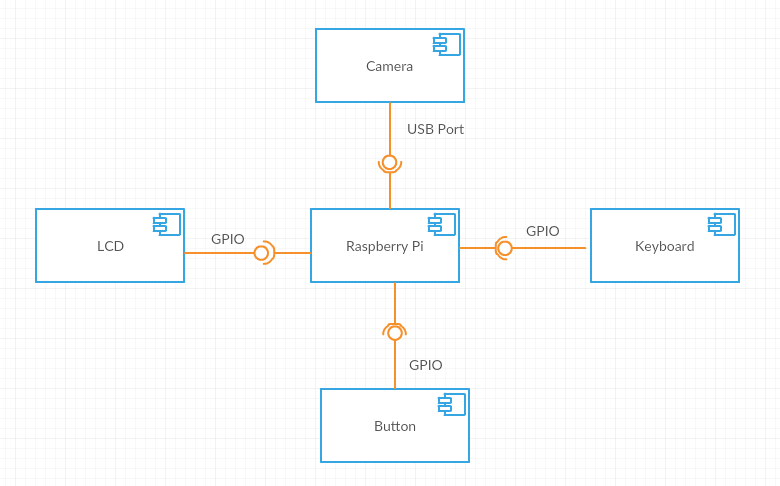 Camera
USB Port
LCD
GPIO
Raspberry Pi
GPIO
Keyboard
GPIO
Button